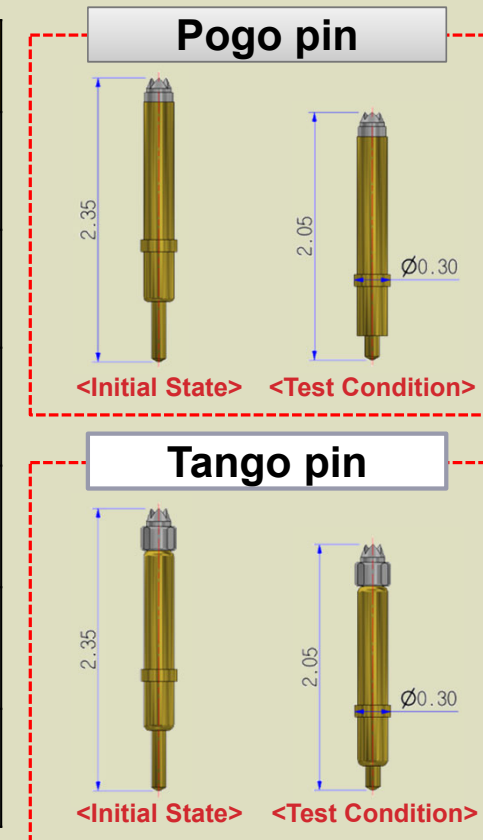 Pogo pin
2.35
2.05
Ø0.30
<Initial State> <Test Condition>
Tango pin
2.35
2.05
Ø0.30
<Initial State> <Test Condition>